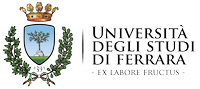 UNIVERSITÀ
DEGLI STUDI
DI FERRARA
- EX LABORE FRUCTUS -